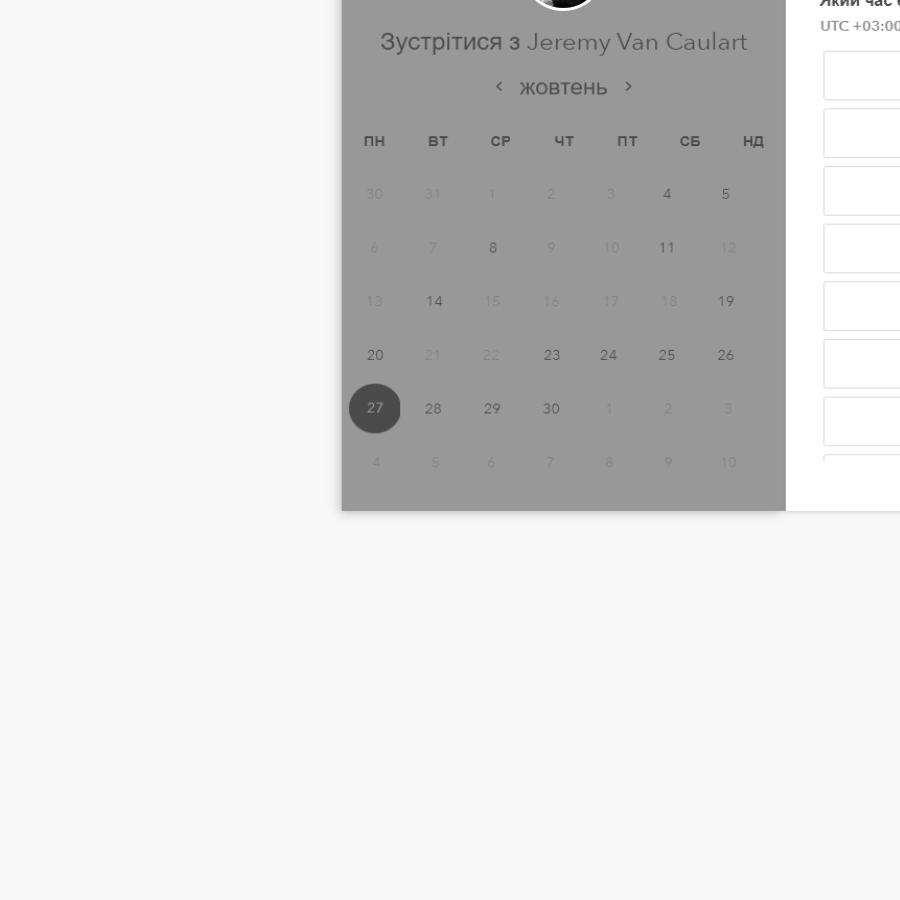 Зустрітися з Jeremy Van Caulart
жовтень
ПН ВТ СР ЧТ ПТ СБ НД
30 31 1 2 3 4 5
6 7 8 9 10 11 12
13 14 15 16 17 18 19
20 21 22 23 24 25 26
27 28 29 30 1 2 3
4 5 6 7 8 9 10
Який час
UTC +03:00